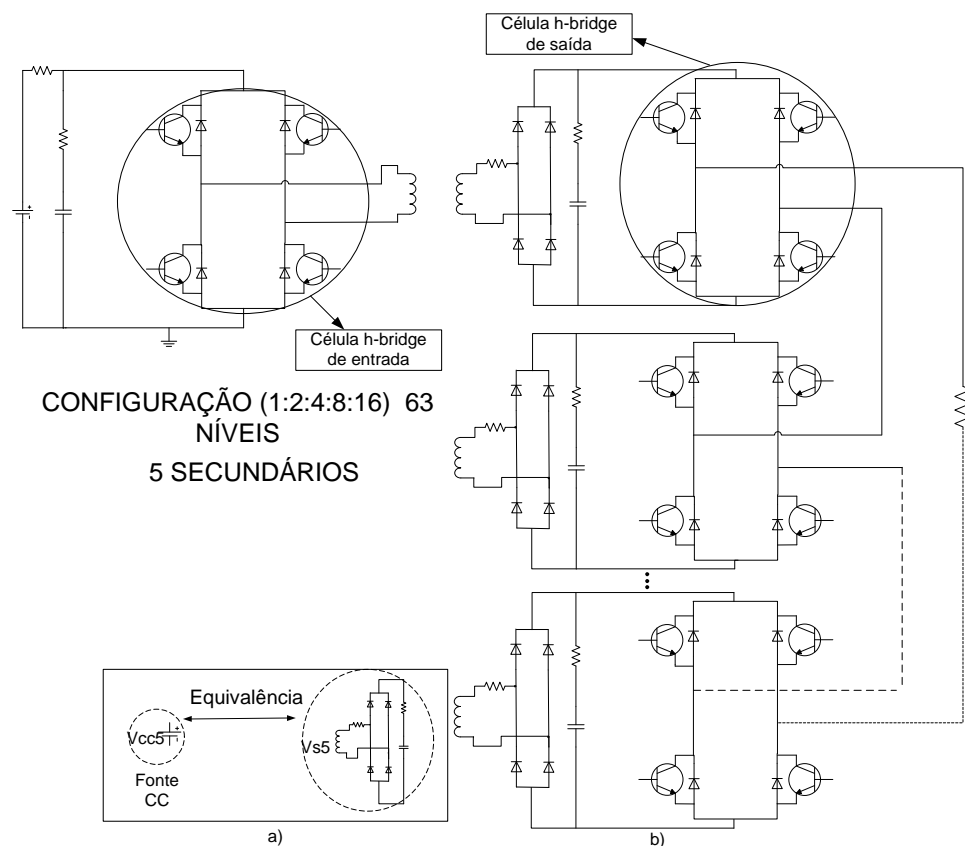 Célula h-bridge
de saída
Célula h-bridge
de entrada
CONFIGURAÇÃO (1:2:4:8:16) 63
NÍVEIS
5 SECUNDÁRIOS
Equivalência
Vcc5
Vs5
Fonte
CC
a)
b)